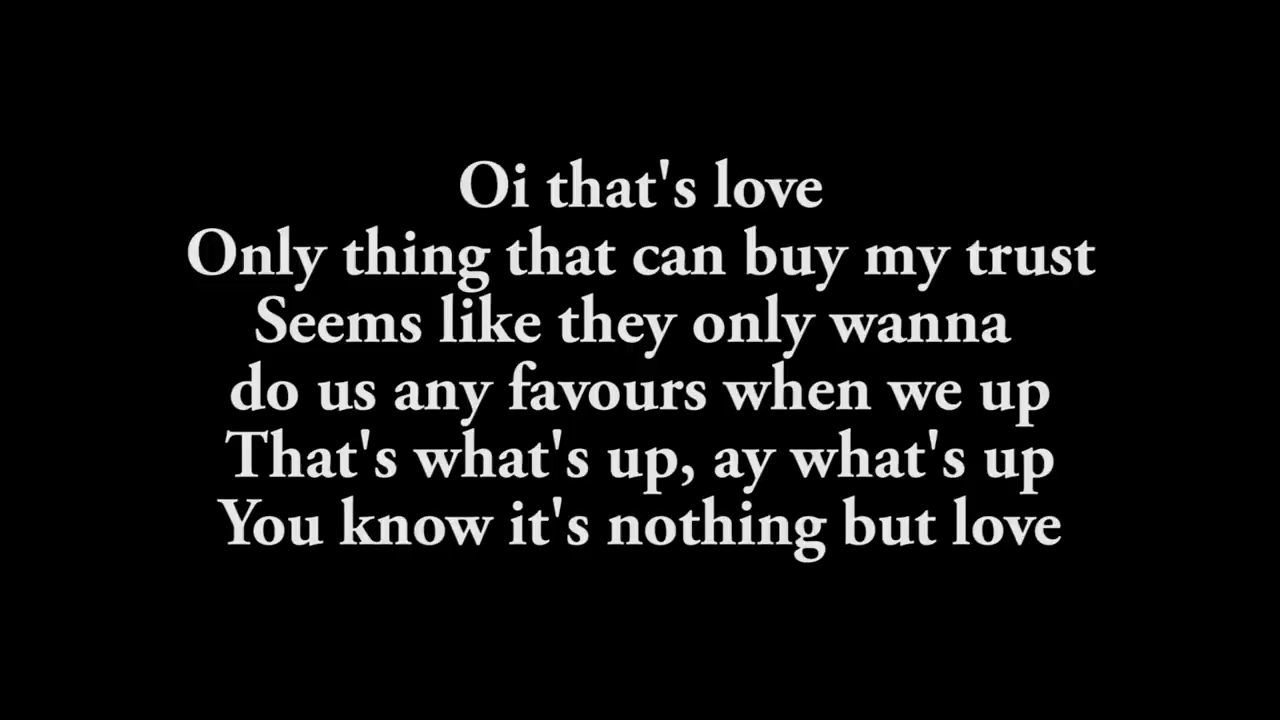 Oi that's love
Only thing that can buy my trust
Seems like they only wanna
do us any favours when we up
That's what's up, ay what's up
You know it's nothing but love